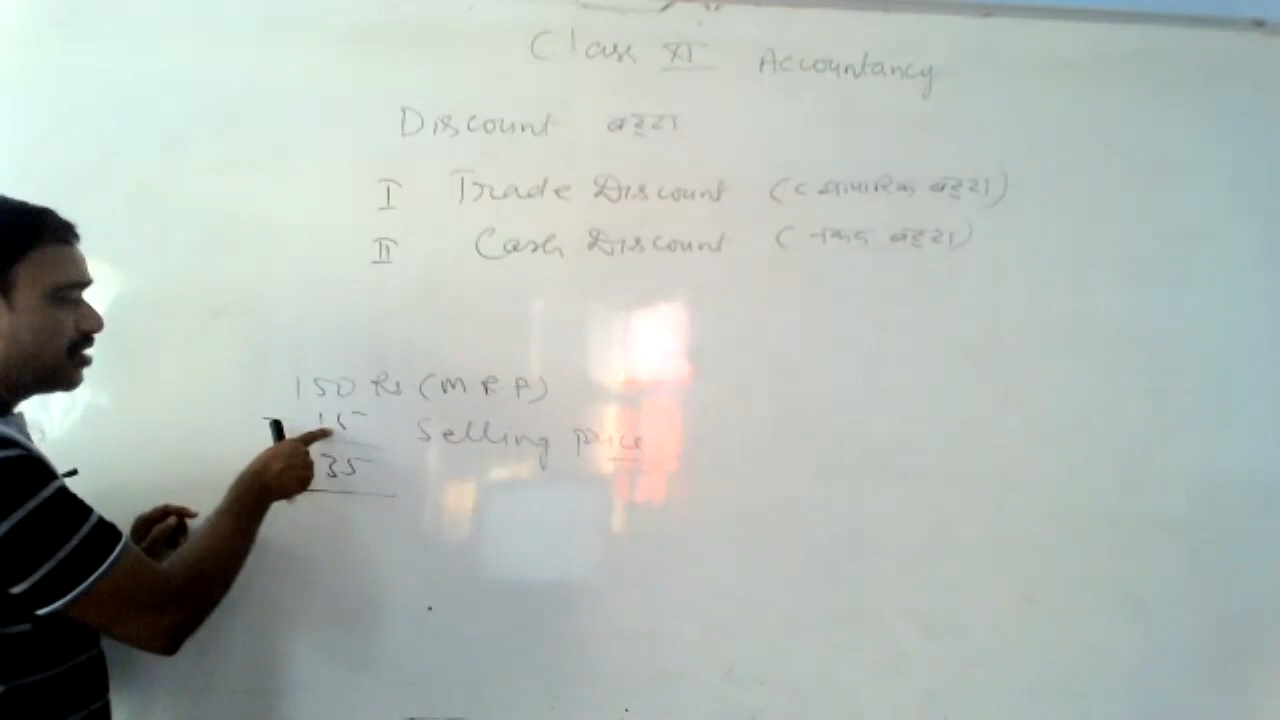 Class XI Accountancy
Discount बट्टा
I Trade Discount (व्यापारिक बट्टा)
II Cash Discount (नकद बट्टा)
150 Rs (MRP)
15 Selling price
35